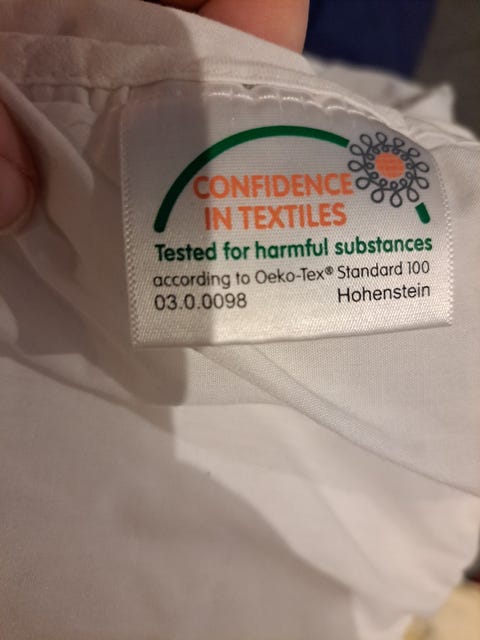 CONFIDENCE
IN TEXTILES
Tested for harmful substances
according to Oeko-Tex® Standard 100
03.0.0098 Hohenstein